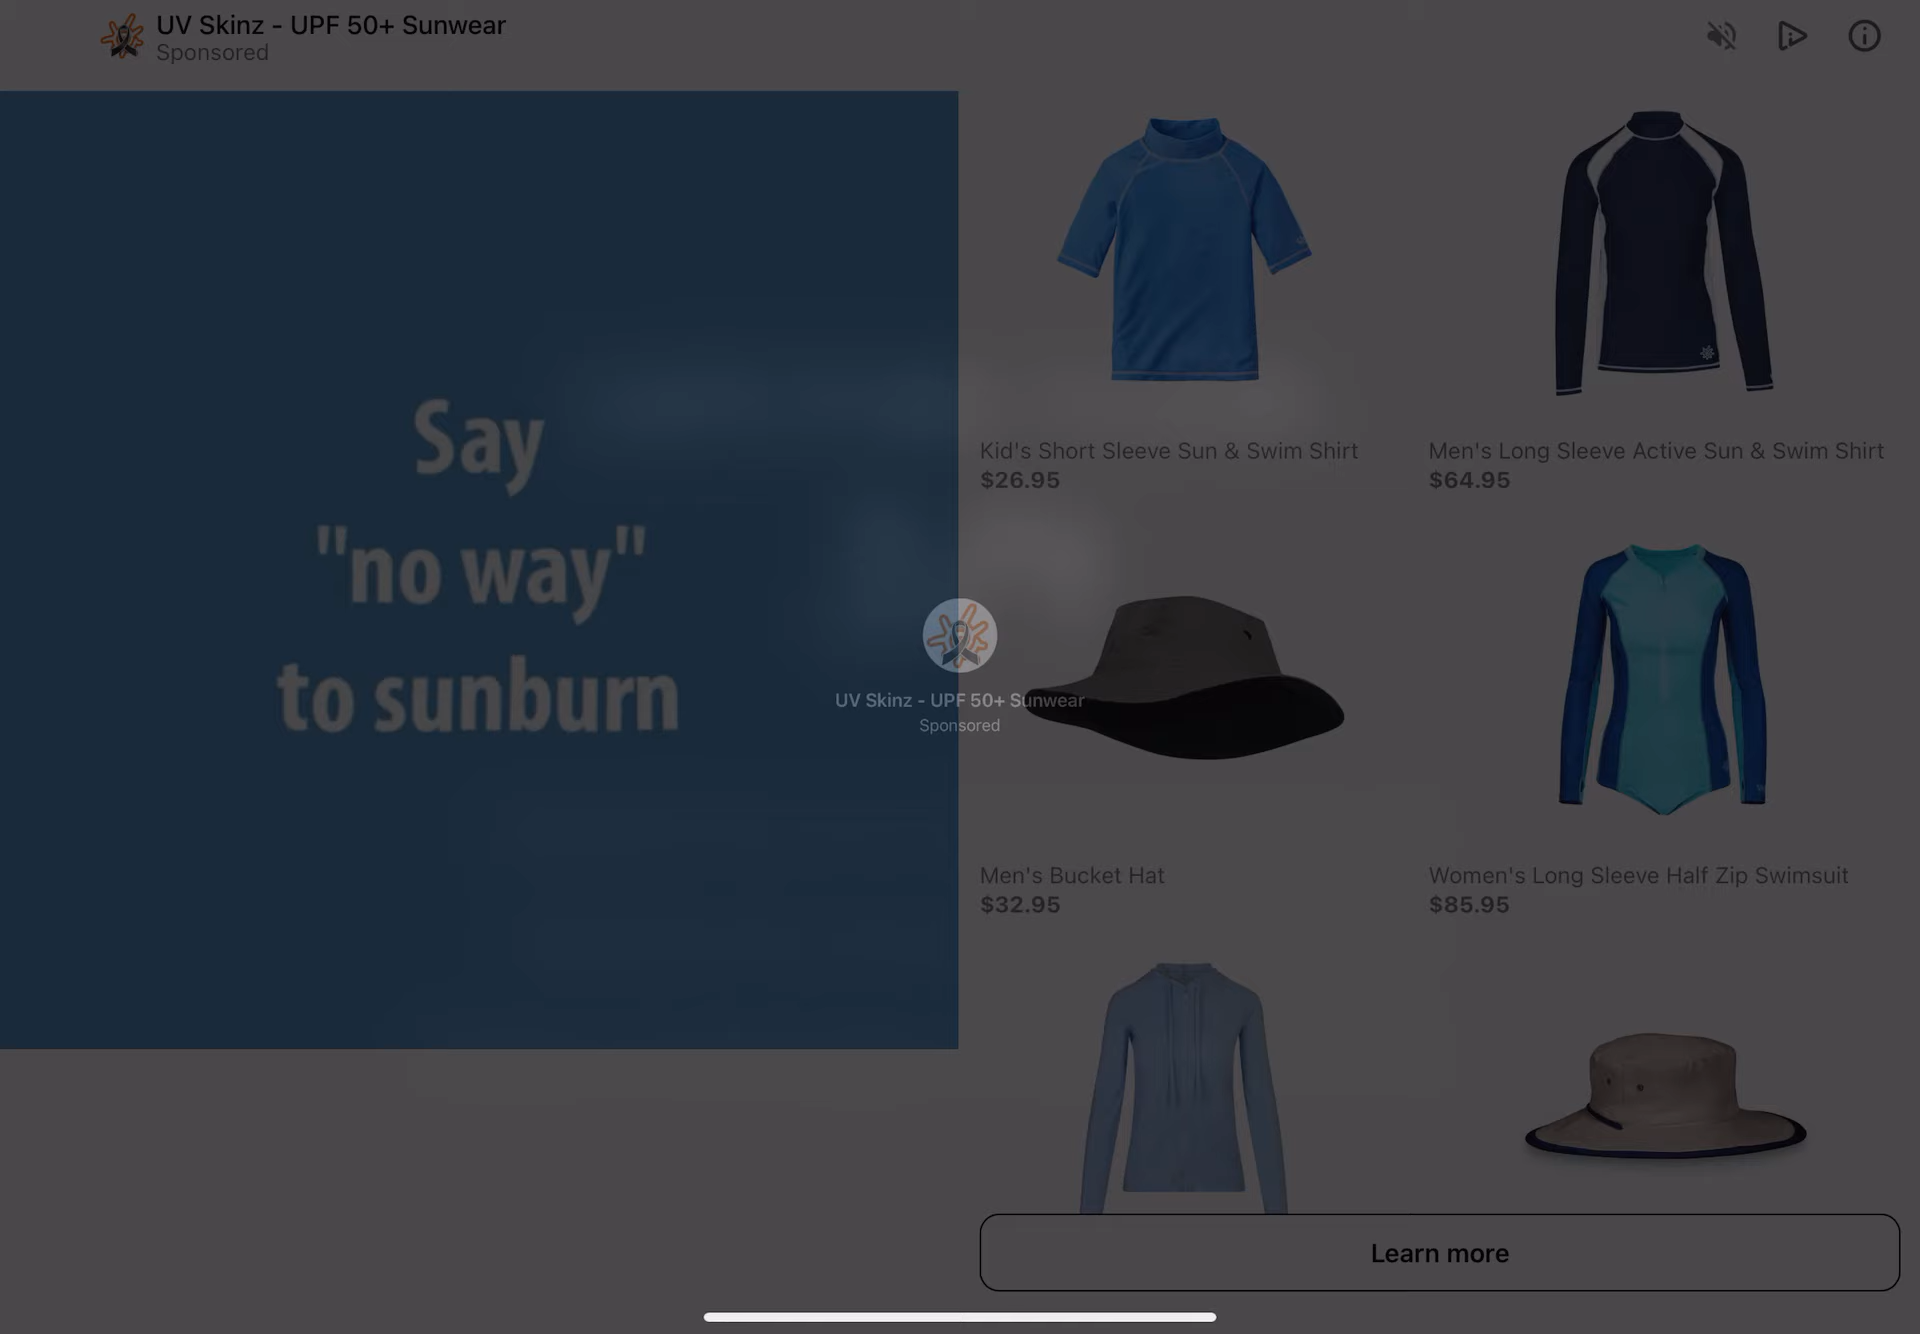 UV Skinz - UPF 50+ Sunwear
Sponsored
Say
"no way"
to sunburn
Kid's Short Sleeve Sun & Swim Shirt
$26.95
Men's Long Sleeve Active Sun & Swim Shirt
$64.95
UV Skinz - UPF 50+ Sunwear
Sponsored
Men's Bucket Hat
$32.95
Women's Long Sleeve Half Zip Swimsuit
$85.95
Learn more